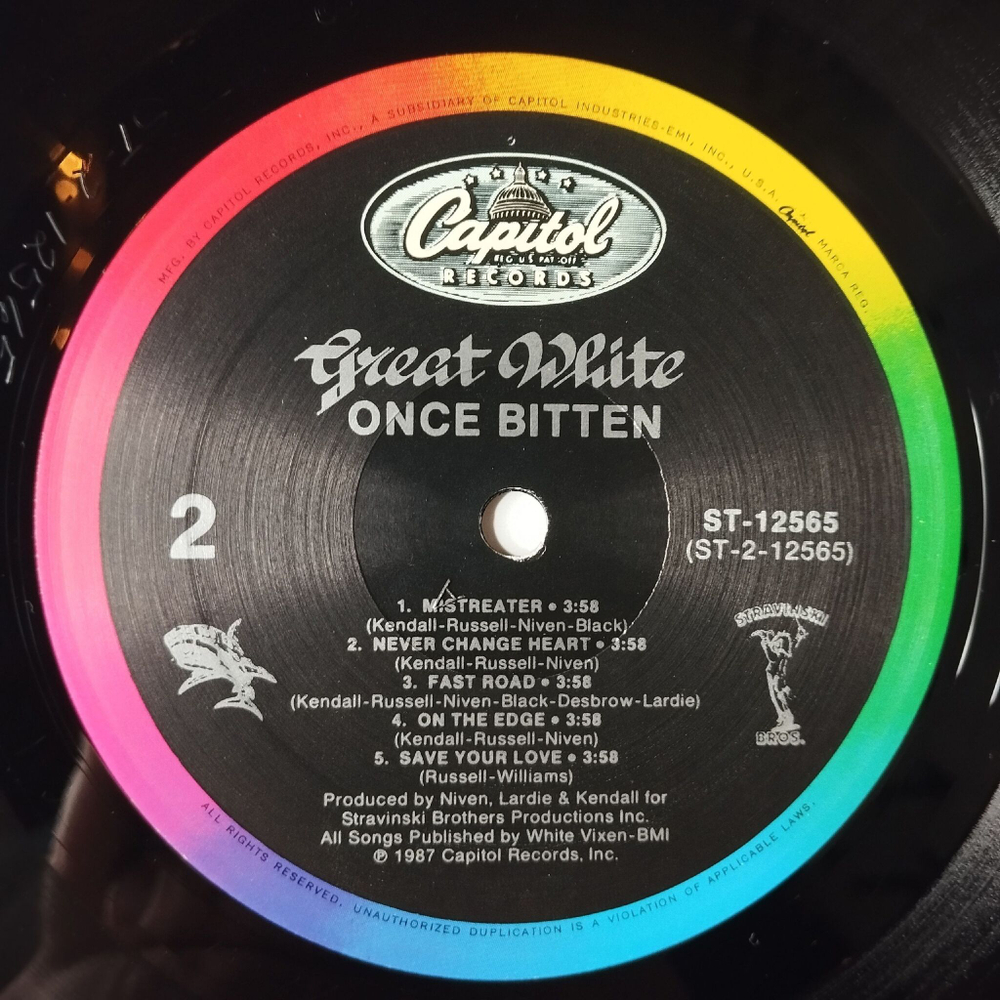 MFG. BY CAPITOL RECORDS, INC., A SUBSIDIARY OF CAPITOL INDUSTRIES-EMI, INC., U.S.A. Capitol MARCA REG.
Capitol
REG U S PAT OFF
RECORDS
Great White
ONCE BITTEN
2
ST-12565
(ST-2-12565)
1. MISTREATER • 3:58
(Kendall-Russell-Niven-Black)
2. NEVER CHANGE HEART • 3:58
(Kendall-Russell-Niven)
3. FAST ROAD • 3:58
(Kendall-Russell-Niven-Black-Desbrow-Lardie)
4. ON THE EDGE • 3:58
(Kendall-Russell-Niven)
5. SAVE YOUR LOVE • 3:58
(Russell-Williams)
STRAVINSKI
BROS.
Produced by Niven, Lardie & Kendall for
Stravinski Brothers Productions Inc.
All Songs Published by White Vixen-BMI
℗ 1987 Capitol Records, Inc.
ALL RIGHTS RESERVED. UNAUTHORIZED DUPLICATION IS A VIOLATION OF APPLICABLE LAWS.